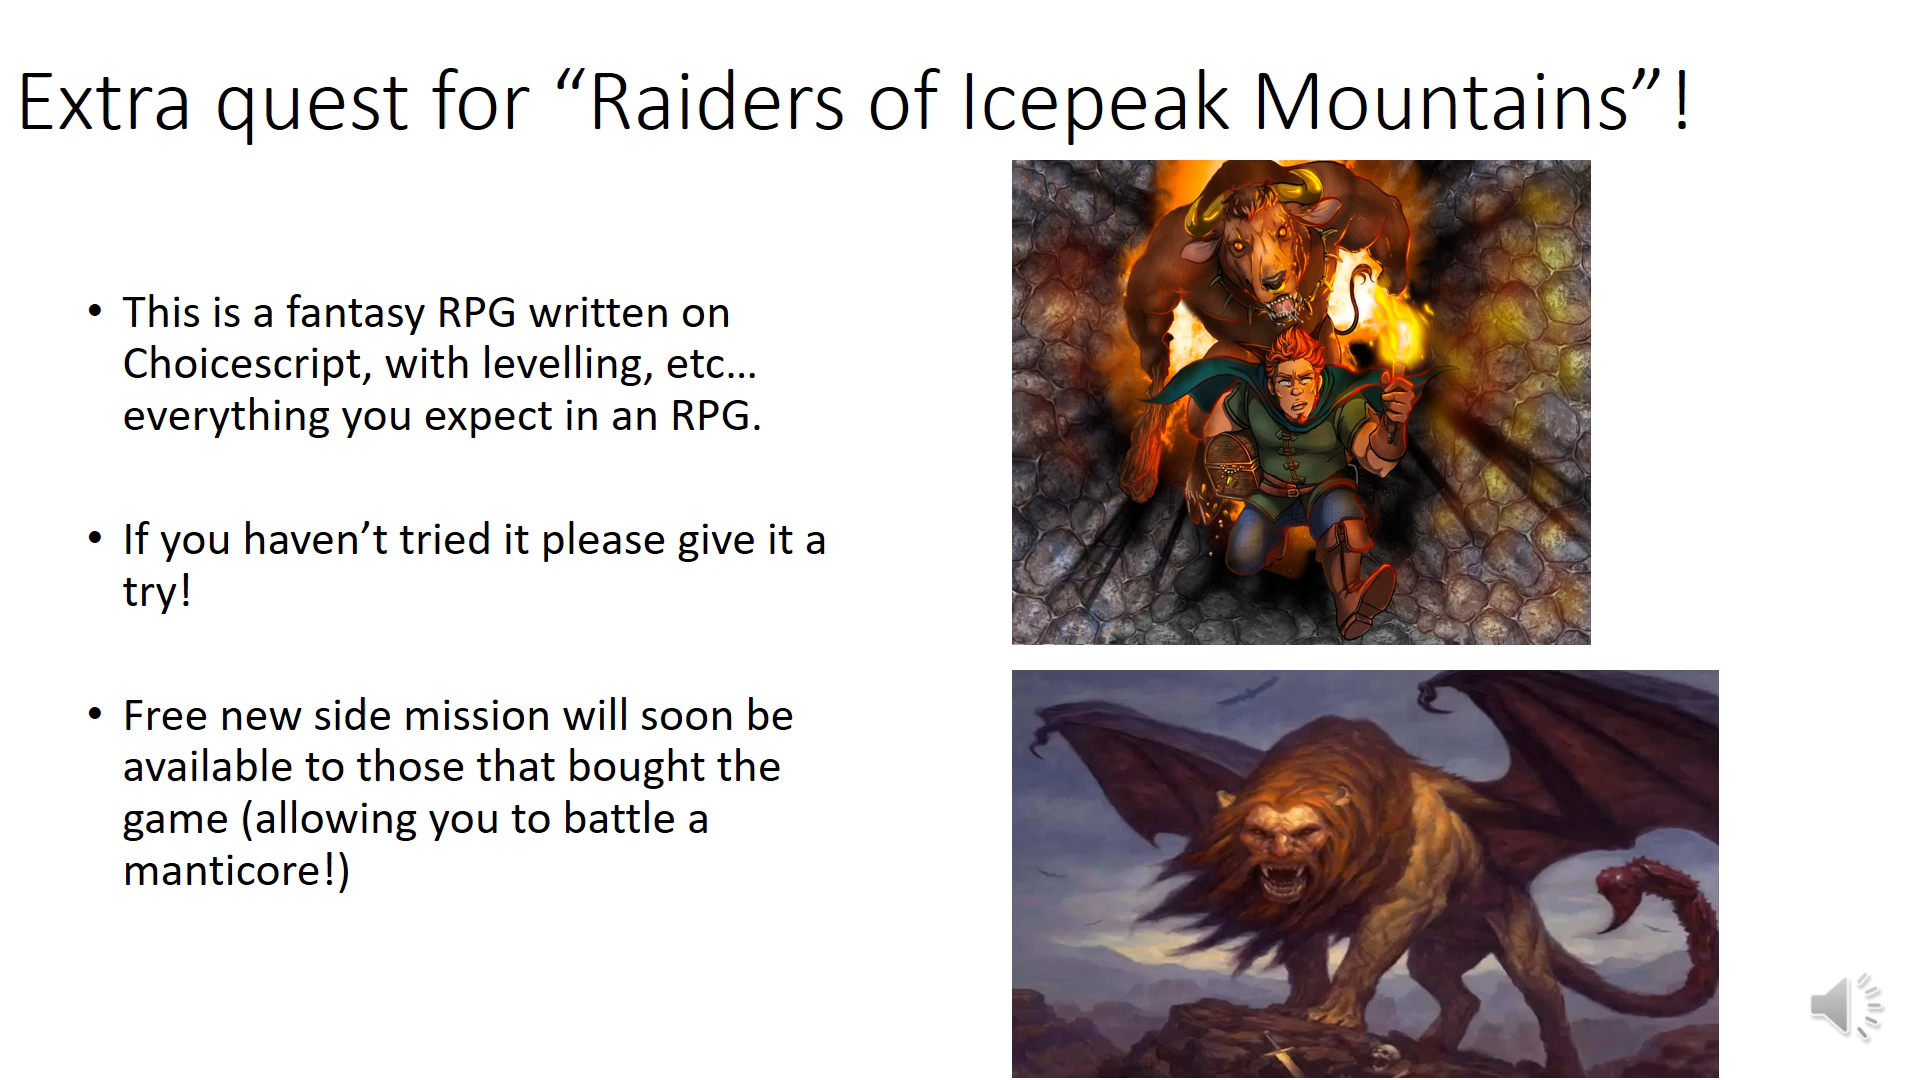 Extra quest for “Raiders of Icepeak Mountains”!
• This is a fantasy RPG written on
Choicescript, with levelling, etc...
everything you expect in an RPG.
• If you haven’t tried it please give it a
try!
• Free new side mission will soon be
available to those that bought the
game (allowing you to battle a
manticore!)